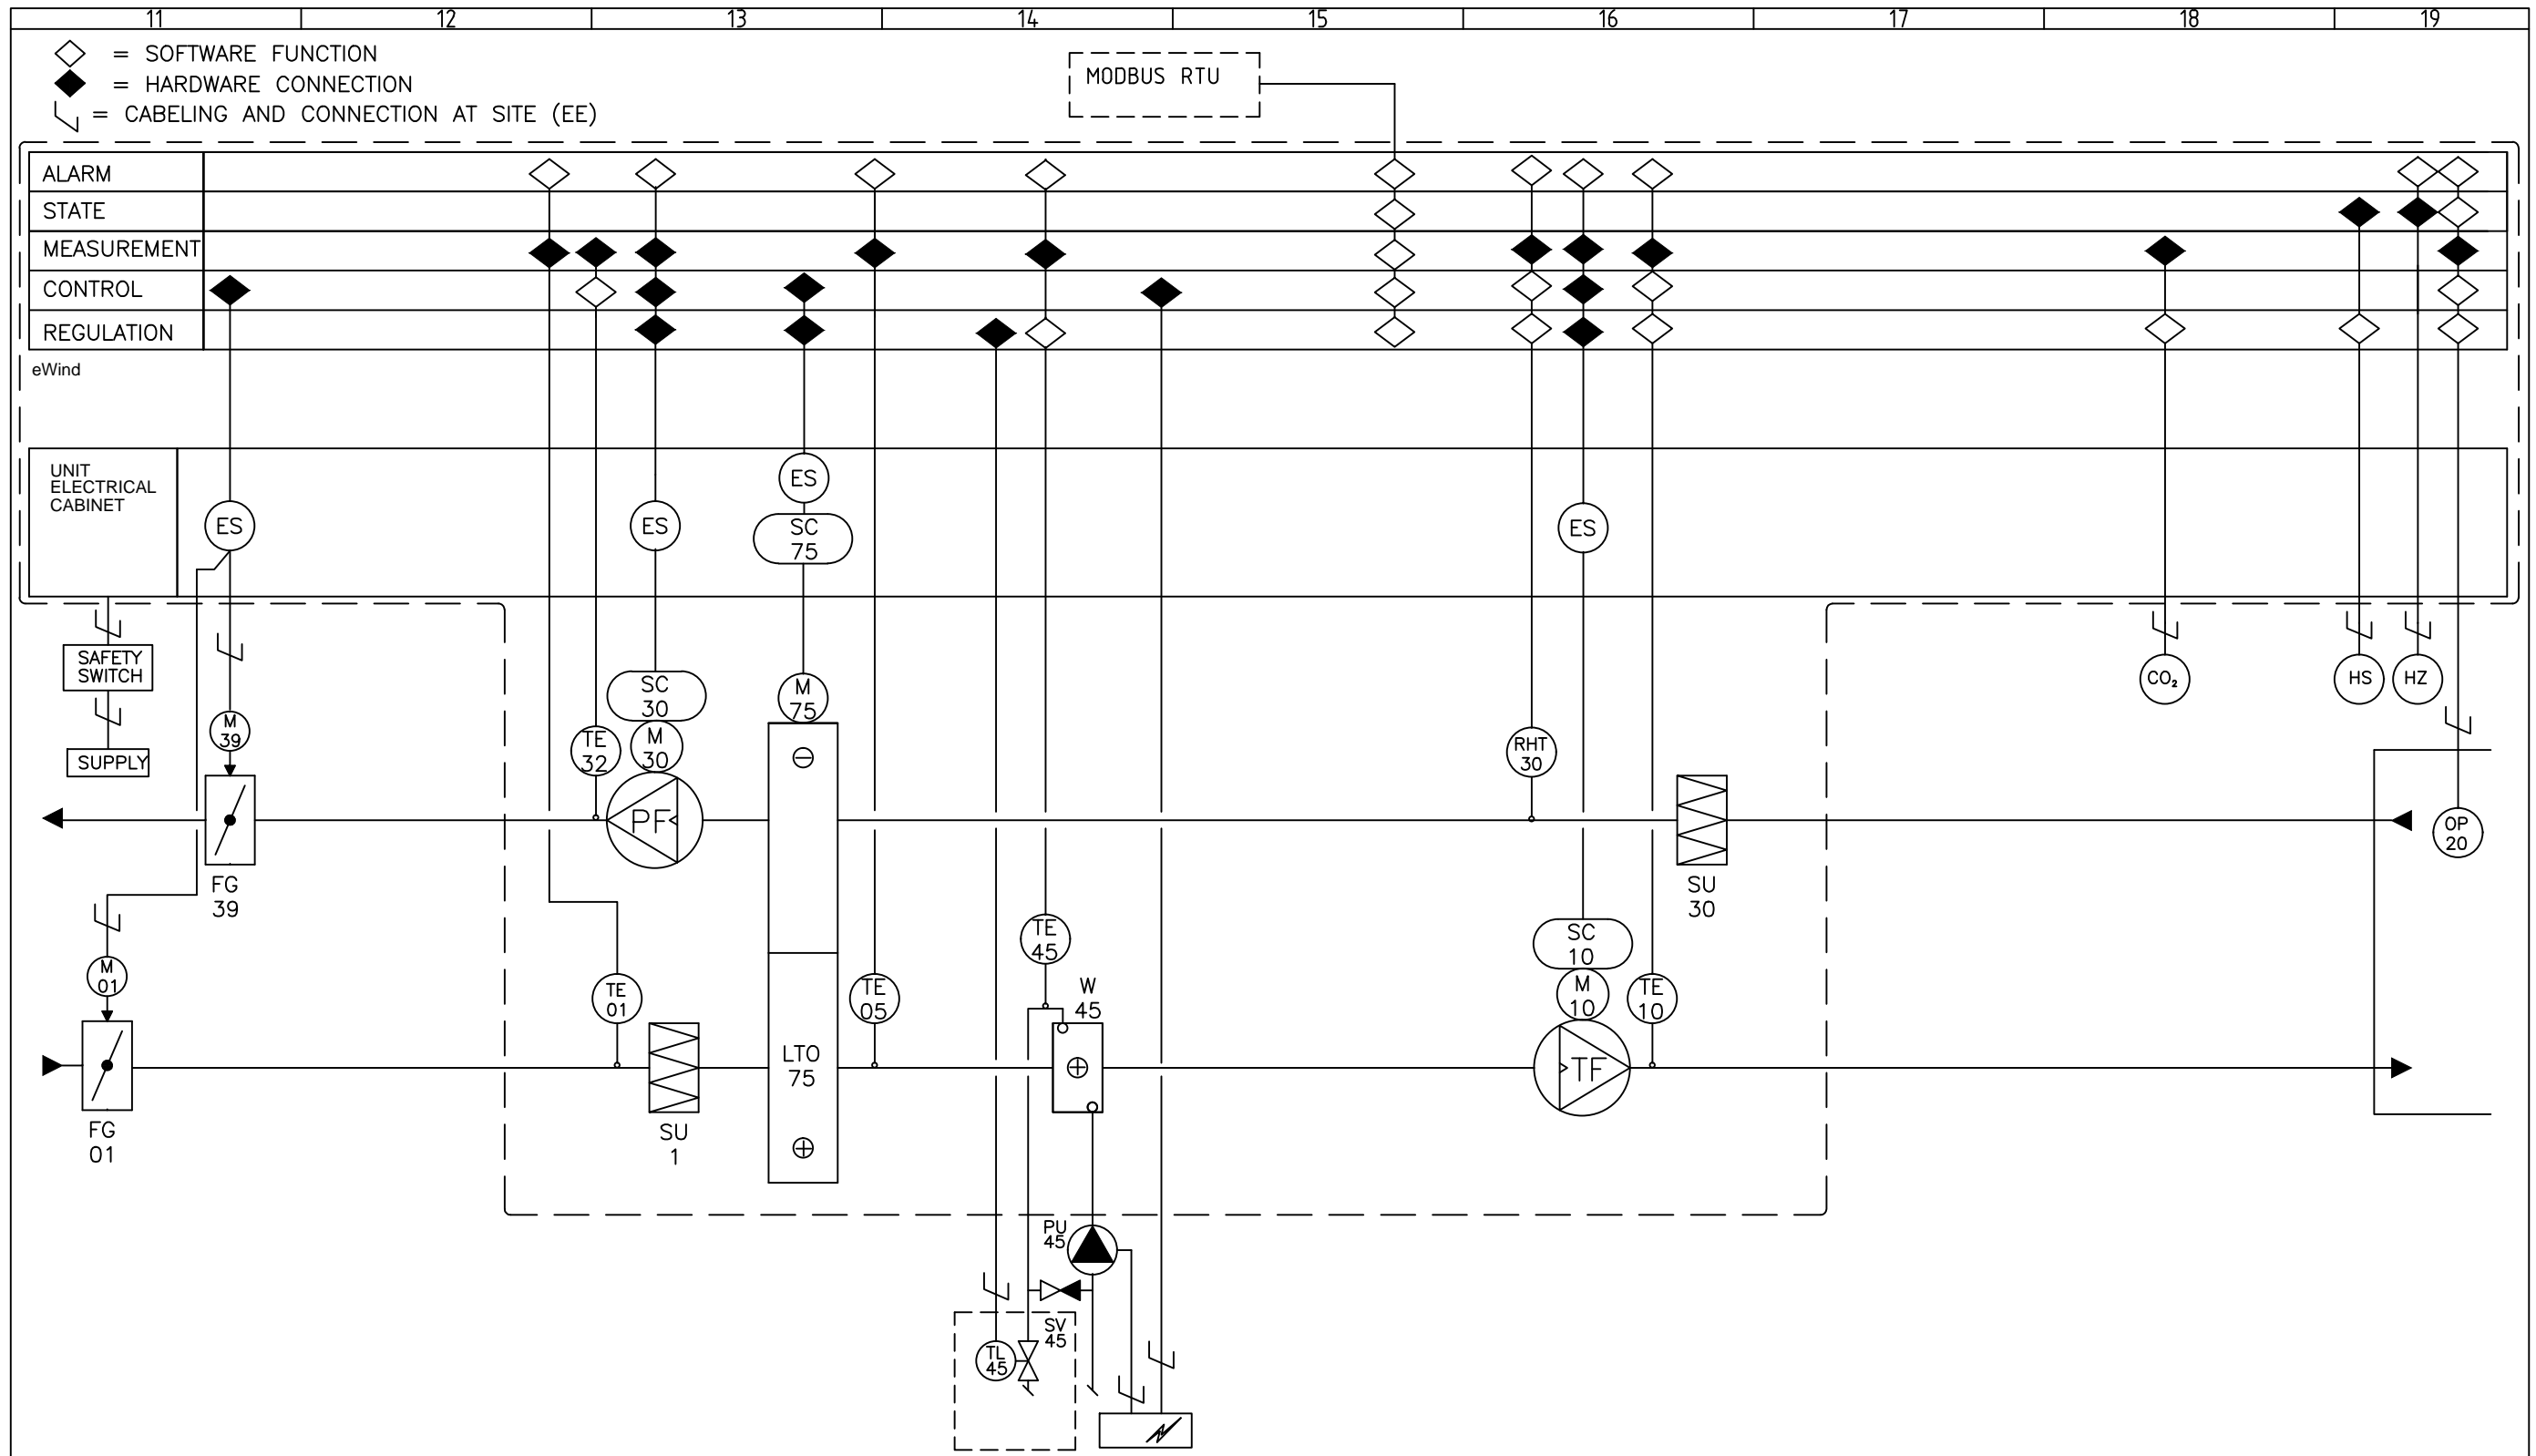 11 12 13 14 15 16 17 18 19
= SOFTWARE FUNCTION
= HARDWARE CONNECTION
= CABELING AND CONNECTION AT SITE (EE)
MODBUS RTU
ALARM
STATE
MEASUREMENT
CONTROL
REGULATION
eWind
UNIT
ELECTRICAL
CABINET
ES
ES
ES
SC
75
ES
SAFETY
SWITCH
SUPPLY
M
39
FG
39
M
01
FG
01
TE
32
SC
30
M
30
PF
M
75
TE
01
SU
1
LTO
75
TE
05
TE
45
W
45
PU
45
SV
45
TL
45
RHT
30
SC
10
M
10
TF
TE
10
SU
30
CO₂
HS
HZ
OP
20